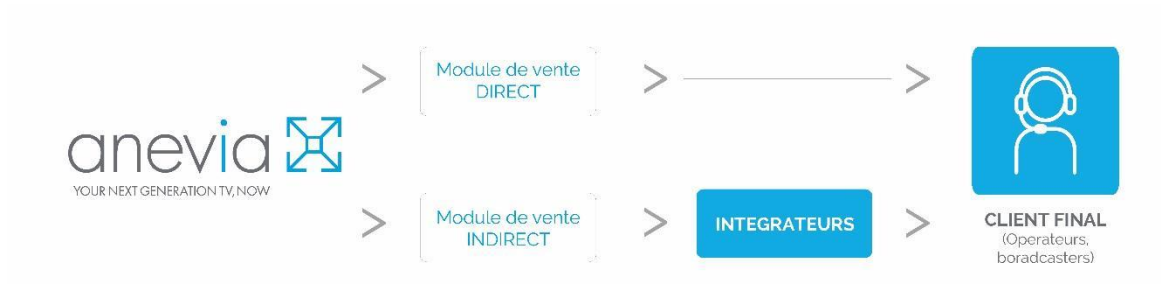 anevia
YOUR NEXT GENERATION TV, NOW
Module de vente
DIRECT
Module de vente
INDIRECT
INTEGRATEURS
CLIENT FINAL
(Operateurs,
boradcasters)